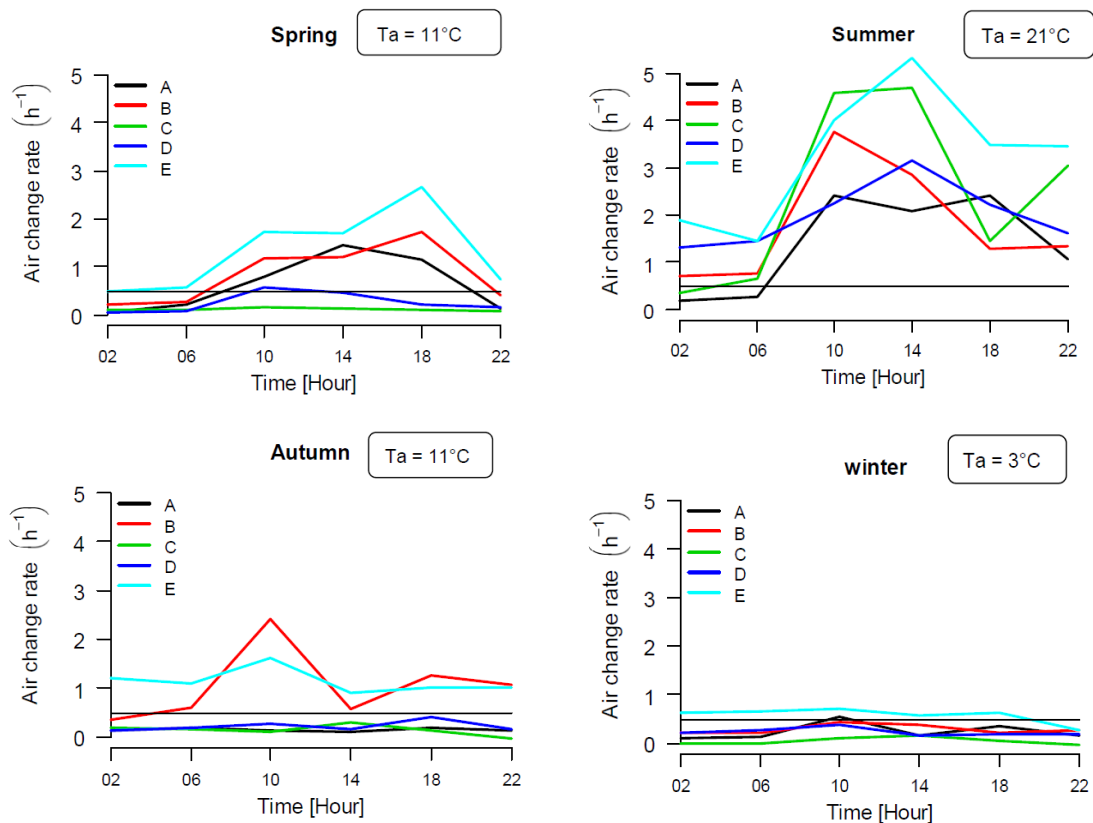 Spring
Ta = 11°C
Air change rate (h⁻¹)
5
4
3
2
1
0
A
B
C
D
E
02 06 10 14 18 22
Time [Hour]
Summer
Ta = 21°C
Air change rate (h⁻¹)
5
4
3
2
1
0
A
B
C
D
E
02 06 10 14 18 22
Time [Hour]
Autumn
Ta = 11°C
Air change rate (h⁻¹)
5
4
3
2
1
0
A
B
C
D
E
02 06 10 14 18 22
Time [Hour]
winter
Ta = 3°C
Air change rate (h⁻¹)
5
4
3
2
1
0
A
B
C
D
E
02 06 10 14 18 22
Time [Hour]